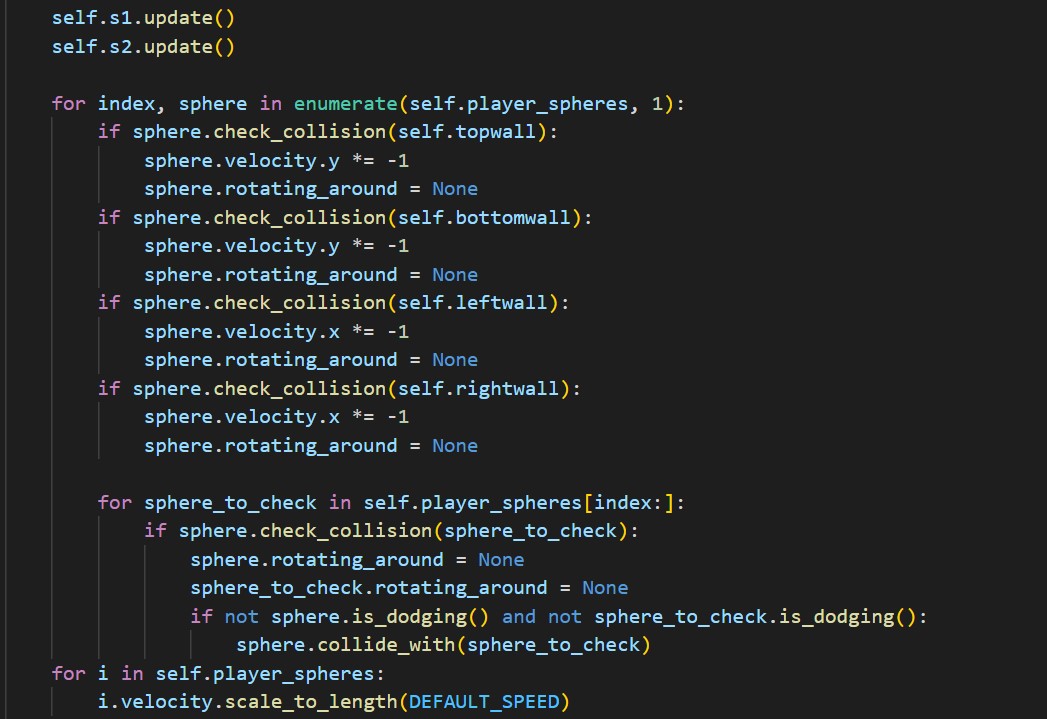 self.s1.update()
self.s2.update()

for index, sphere in enumerate(self.player_spheres, 1):
    if sphere.check_collision(self.topwall):
        sphere.velocity.y *= -1
        sphere.rotating_around = None
    if sphere.check_collision(self.bottomwall):
        sphere.velocity.y *= -1
        sphere.rotating_around = None
    if sphere.check_collision(self.leftwall):
        sphere.velocity.x *= -1
        sphere.rotating_around = None
    if sphere.check_collision(self.rightwall):
        sphere.velocity.x *= -1
        sphere.rotating_around = None

    for sphere_to_check in self.player_spheres[index:]:
        if sphere.check_collision(sphere_to_check):
            sphere.rotating_around = None
            sphere_to_check.rotating_around = None
            if not sphere.is_dodging() and not sphere_to_check.is_dodging():
                sphere.collide_with(sphere_to_check)
for i in self.player_spheres:
    i.velocity.scale_to_length(DEFAULT_SPEED)